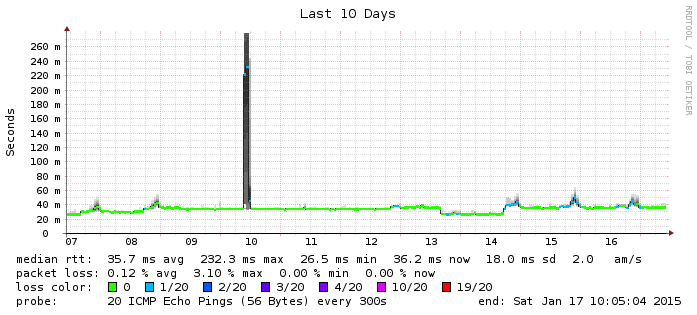 Last 10 Days
RRDTOOL / TOBI OETIKER
Seconds
260 m
240 m
220 m
200 m
180 m
160 m
140 m
120 m
100 m
80 m
60 m
40 m
20 m
0
07 08 09 10 11 12 13 14 15 16
median rtt: 35.7 ms avg 232.3 ms max 26.5 ms min 36.2 ms now 18.0 ms sd 2.0 am/s
packet loss: 0.12 % avg 3.10 % max 0.00 % min 0.00 % now
loss color: 0 1/20 2/20 3/20 4/20 10/20 19/20
probe: 20 ICMP Echo Pings (56 Bytes) every 300s end: Sat Jan 17 10:05:04 2015